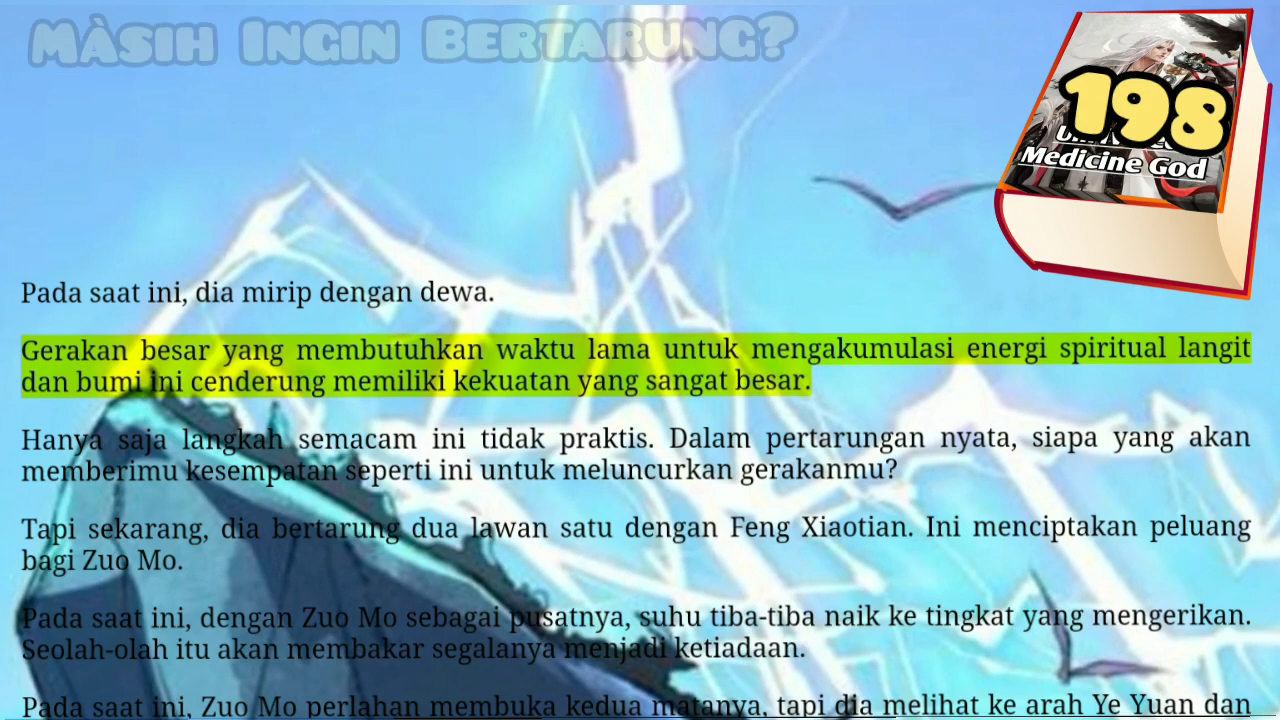 MÀSIH INGIN BERTARUNG?
198
Medicine God
Pada saat ini, dia mirip dengan dewa.
Gerakan besar yang membutuhkan waktu lama untuk mengakumulasi energi spiritual langit
dan bumi ini cenderung memiliki kekuatan yang sangat besar.
Hanya saja langkah semacam ini tidak praktis. Dalam pertarungan nyata, siapa yang akan
memberimu kesempatan seperti ini untuk meluncurkan gerakanmu?
Tapi sekarang, dia bertarung dua lawan satu dengan Feng Xiaotian. Ini menciptakan peluang
bagi Zuo Mo.
Pada saat ini, dengan Zuo Mo sebagai pusatnya, suhu tiba-tiba naik ke tingkat yang mengerikan.
Seolah-olah itu akan membakar segalanya menjadi ketiadaan.
Pada saat ini, Zuo Mo perlahan membuka kedua matanya, tapi dia melihat ke arah Ye Yuan dan